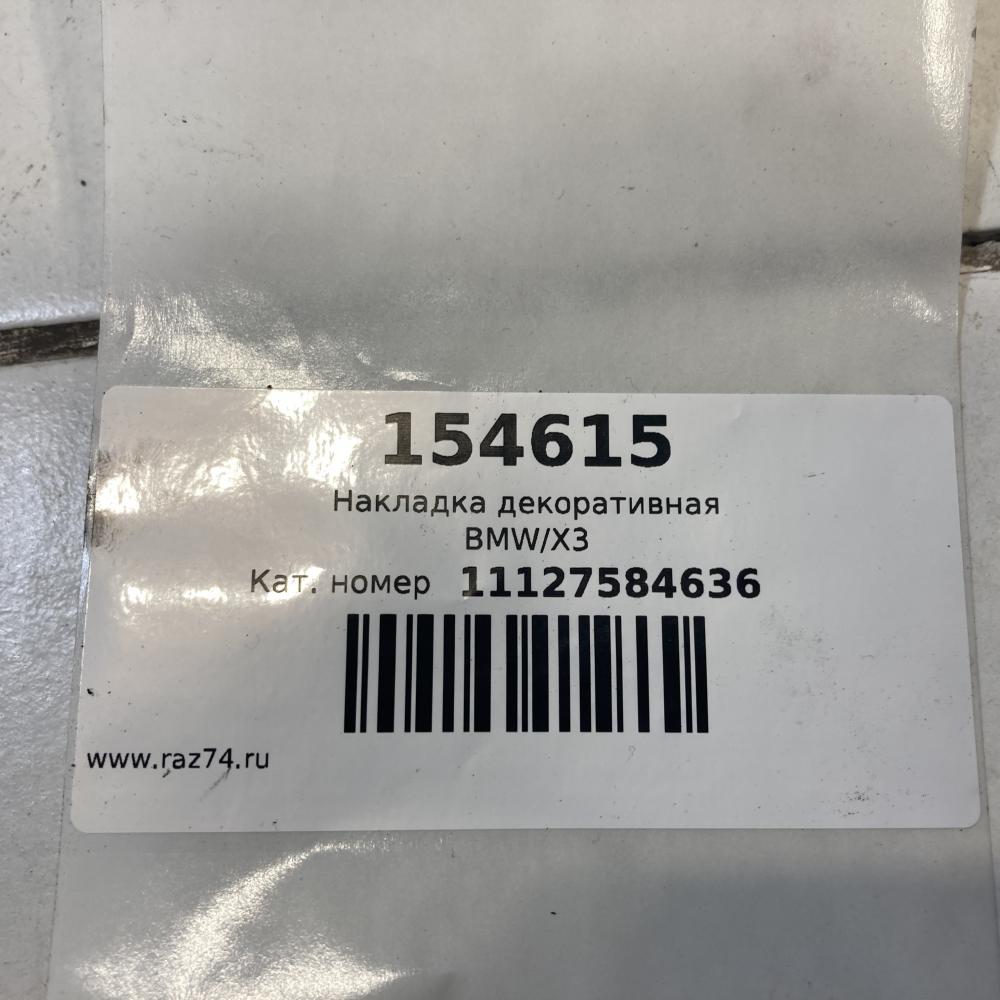 154615
Накладка декоративная
BMW/X3
Кат. номер 11127584636
www.raz74.ru